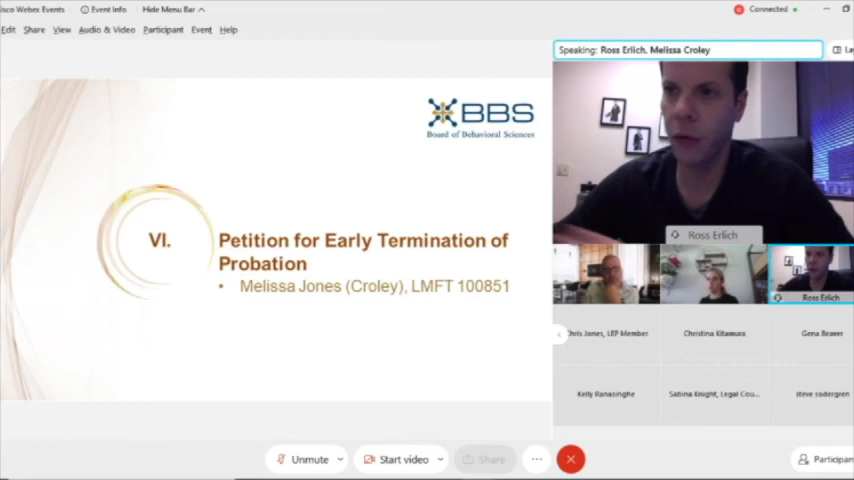 isco Webex Events
Event Info
Hide Menu Bar
Connected
Edit Share View Audio & Video Participant Event Help
Speaking: Ross Erlich, Melissa Croley
BBS
Board of Behavioral Sciences
VI.
Petition for Early Termination of
Probation
• Melissa Jones (Croley), LMFT 100851
Ross Erlich
Ross Erlich
Chris Jones, LEP Member
Christina Kitamura
Gena Beaver
Kelly Ranasinghe
Sabina Knight, Legal Cou...
steve sodergren
Unmute
Start video
Share
Participan